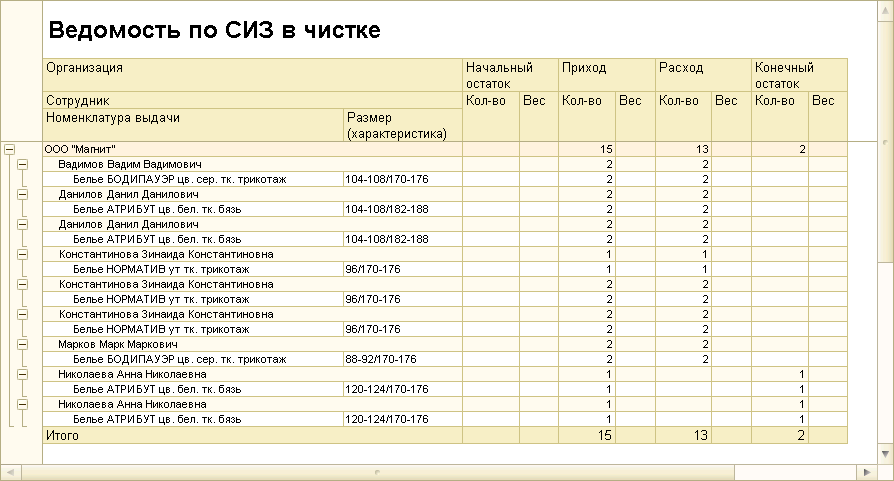 Ведомость по СИЗ в чистке
Организация Начальный остаток Приход Расход Конечный остаток
Сотрудник Кол-во Вес Кол-во Вес Кол-во Вес Кол-во Вес
Номенклатура выдачи Размер (характеристика)
ООО "Магнит" 15 13 2
Вадимов Вадим Вадимович 2 2
Белье БОДИПАУЭР цв. сер. тк. трикотаж 104-108/170-176 2 2
Данилов Данил Данилович 2 2
Белье АТРИБУТ цв. бел. тк. бязь 104-108/182-188 2 2
Данилов Данил Данилович 2 2
Белье АТРИБУТ цв. бел. тк. бязь 104-108/182-188 2 2
Константинова Зинаида Константиновна 1 1
Белье НОРМАТИВ ут тк. трикотаж 96/170-176 1 1
Константинова Зинаида Константиновна 2 2
Белье НОРМАТИВ ут тк. трикотаж 96/170-176 2 2
Константинова Зинаида Константиновна 2 2
Белье НОРМАТИВ ут тк. трикотаж 96/170-176 2 2
Марков Марк Маркович 2 2
Белье БОДИПАУЭР цв. сер. тк. трикотаж 88-92/170-176 2 2
Николаева Анна Николаевна 1 1
Белье АТРИБУТ цв. бел. тк. бязь 120-124/170-176 1 1
Николаева Анна Николаевна 1 1
Белье АТРИБУТ цв. бел. тк. бязь 120-124/170-176 1 1
Итого 15 13 2